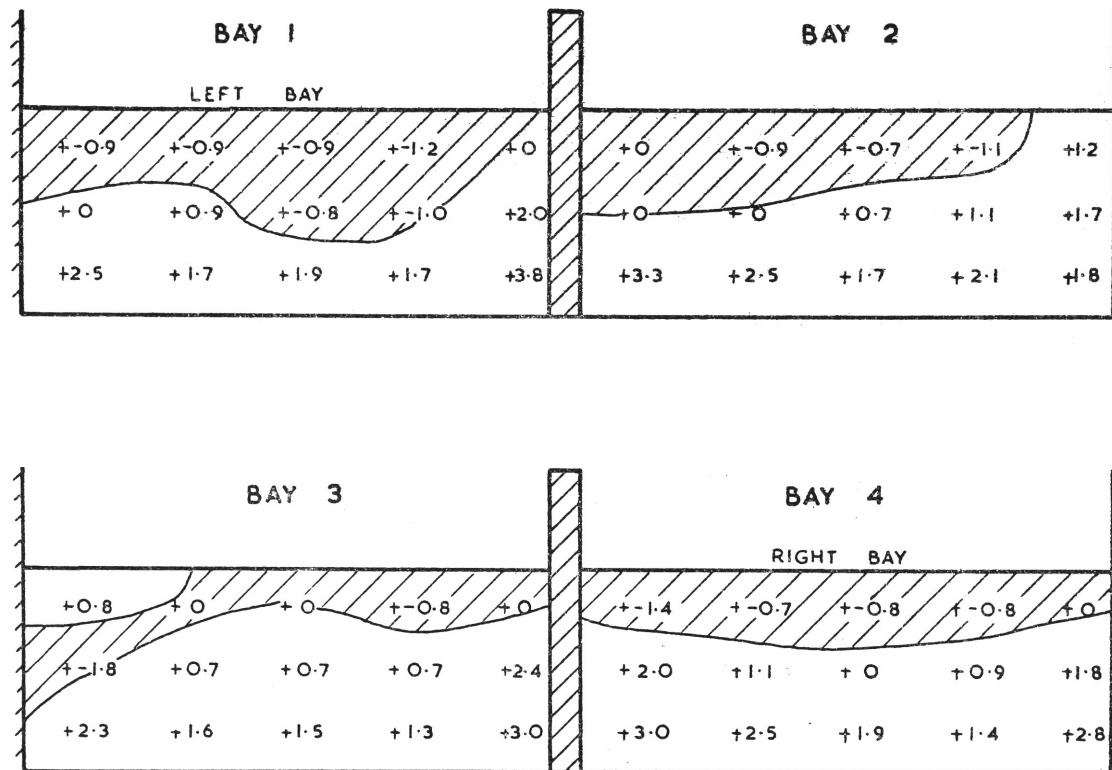 BAY 1 BAY 2
LEFT BAY
+-0.9 +-0.9 +-0.9 +-1.2 +0 +0 +-0.9 +-0.7 +-1.1 +1.2
+0 +0.9 +-0.8 +-1.0 +2.0 +0 +0 +0.7 +1.1 +1.7
+2.5 +1.7 +1.9 +1.7 +3.8 +3.3 +2.5 +1.7 +2.1 +1.8
BAY 3 BAY 4
RIGHT BAY
+0.8 +0 +0 +-0.8 +0 +-1.4 +-0.7 +-0.8 +-0.8 +0
+-1.8 +0.7 +0.7 +0.7 +2.4 +2.0 +1.1 +0 +0.9 +1.8
+2.3 +1.6 +1.5 +1.3 +3.0 +3.0 +2.5 +1.9 +1.4 +2.8